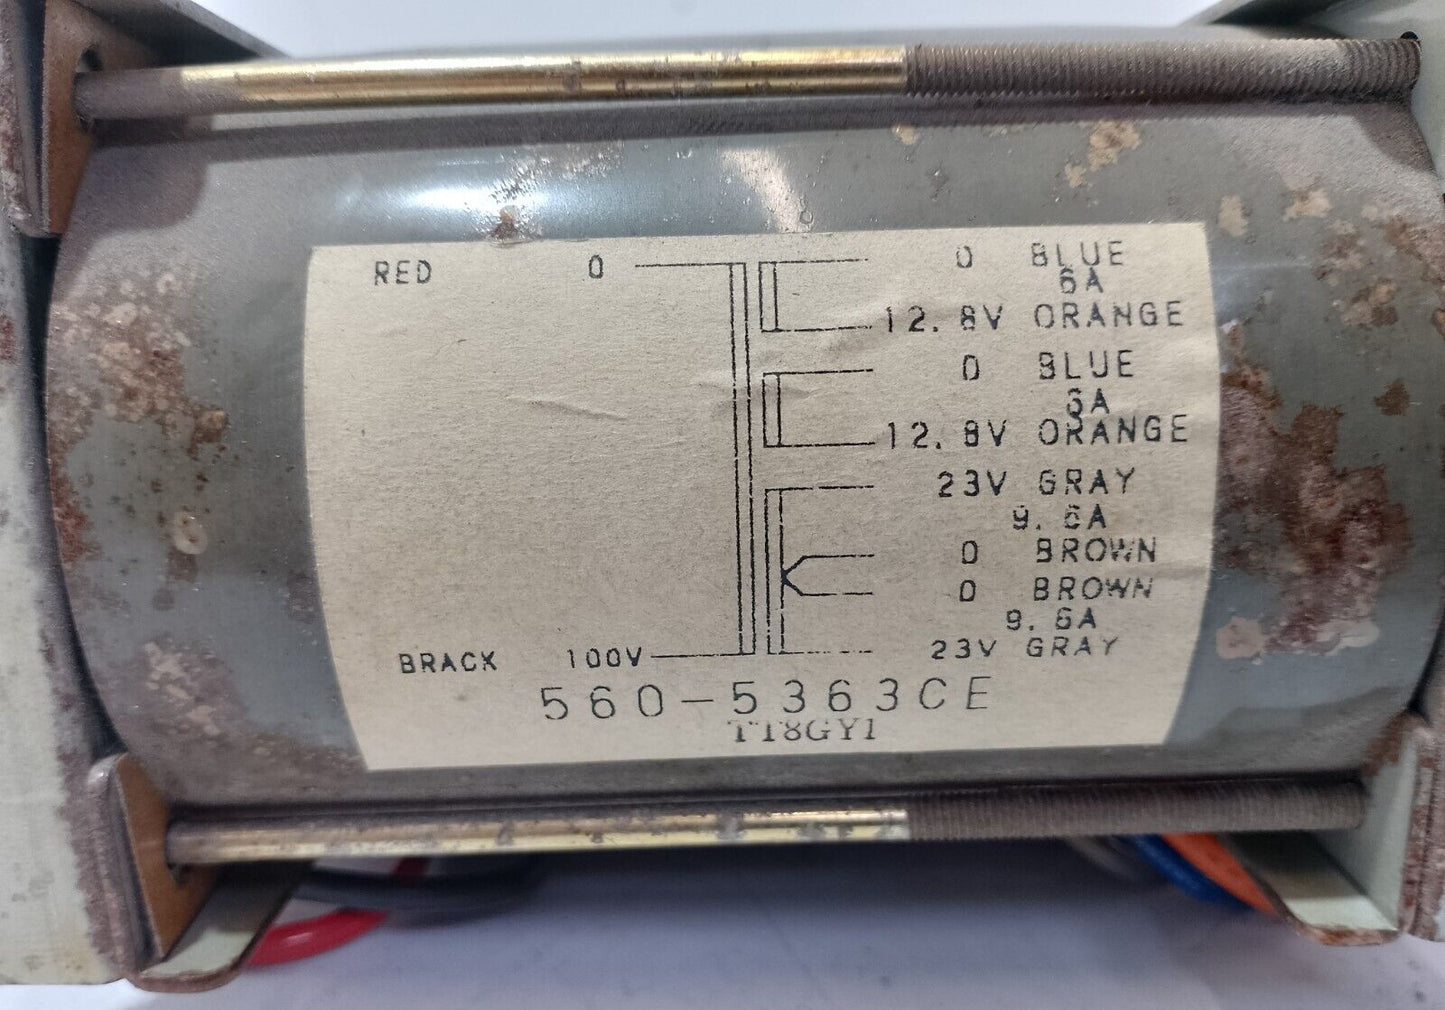 RED 0 0 BLUE
6A
12.8V ORANGE
0 BLUE
6A
12.8V ORANGE
23V GRAY
9.6A
0 BROWN
0 BROWN
9.6A
23V GRAY
BRACK 100V
560-5363CE
TT8GY1